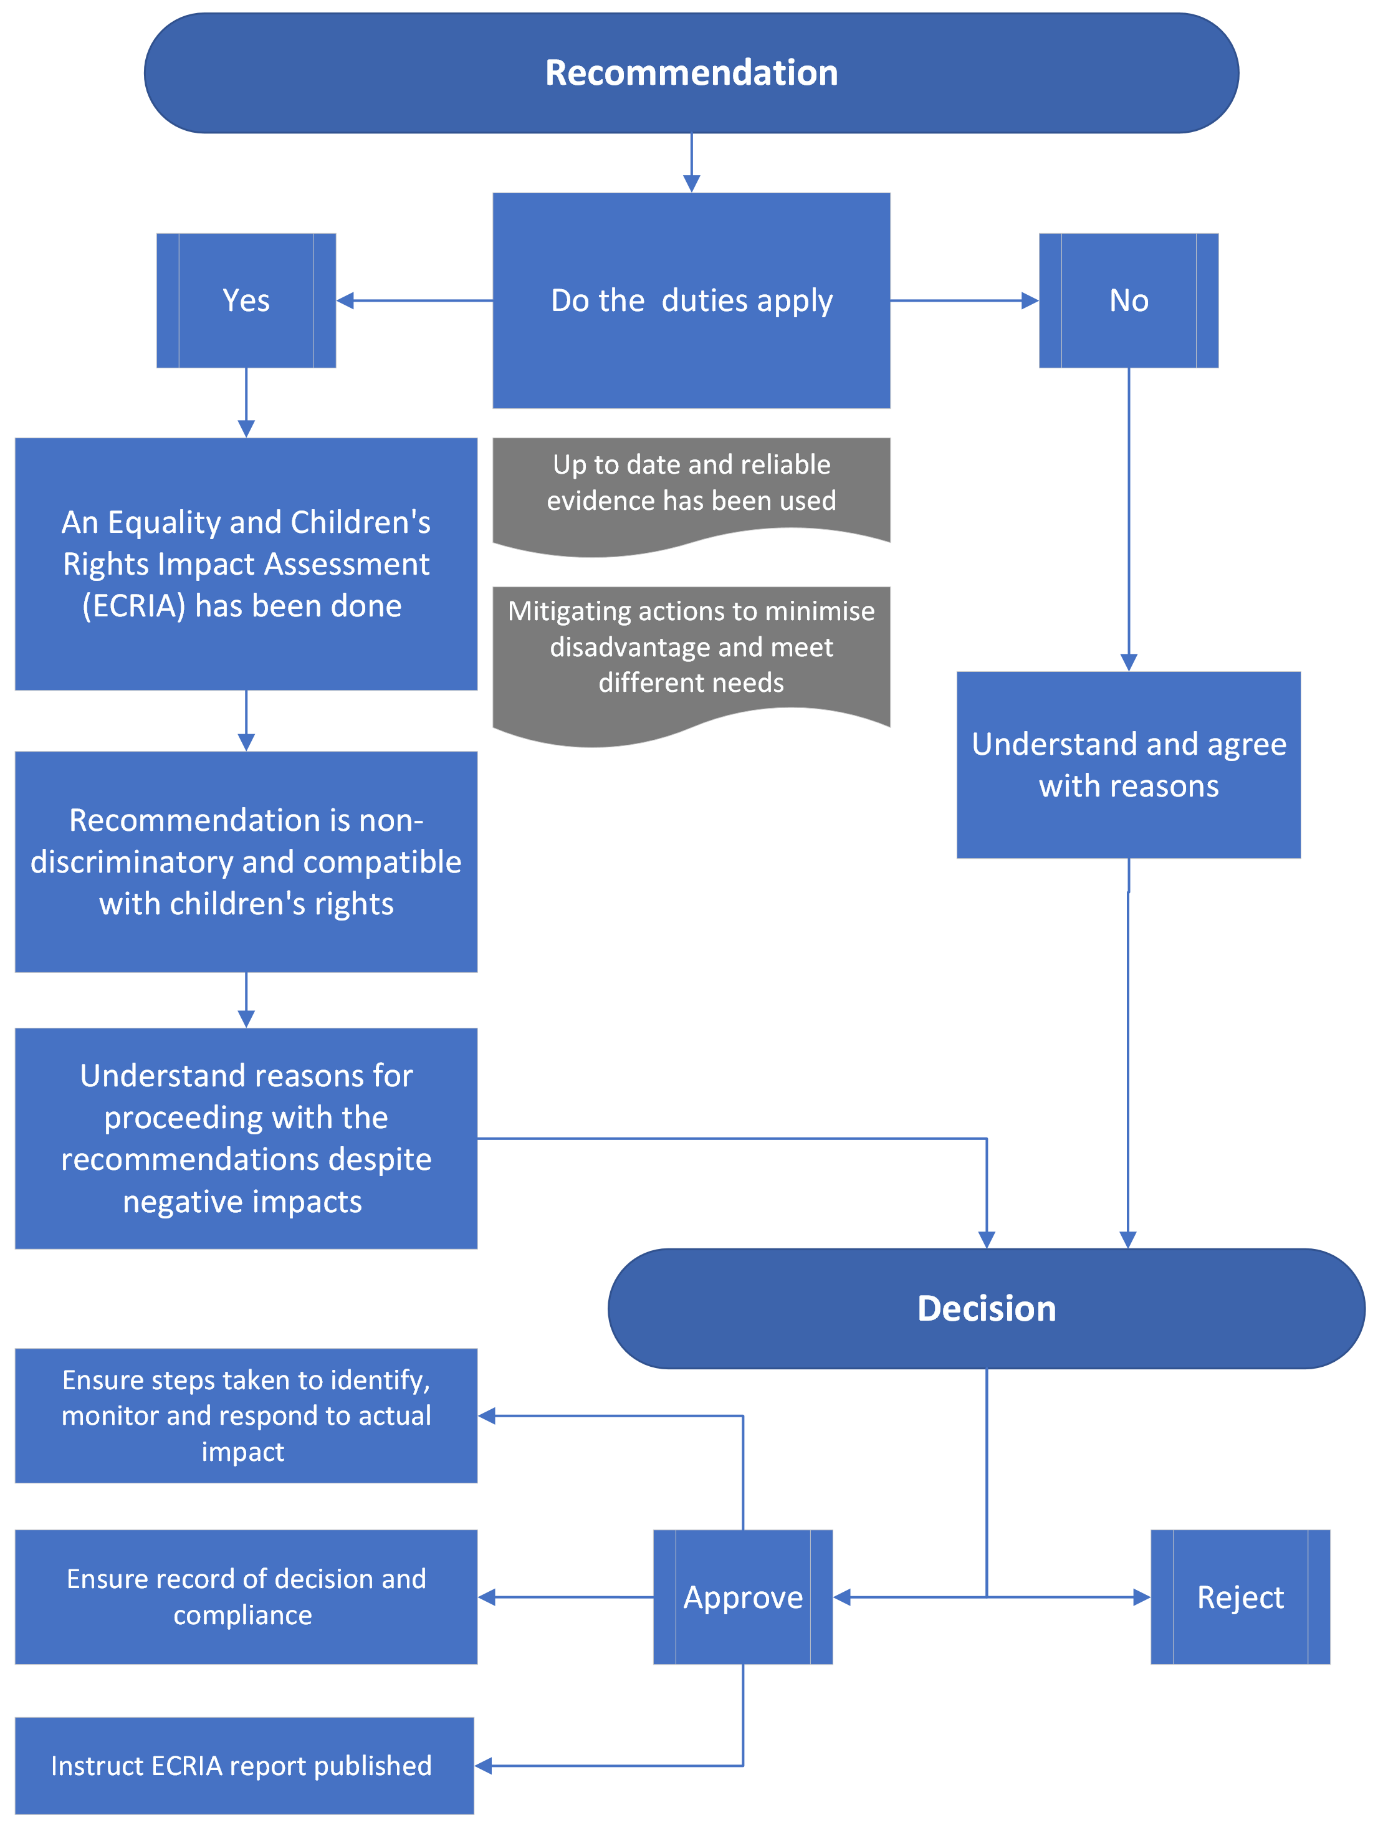 Recommendation
Yes
Do the  duties apply
No
An Equality and Children's
Rights Impact Assessment
(ECRIA) has been done
Up to date and reliable
evidence has been used
Mitigating actions to minimise
disadvantage and meet
different needs
Understand and agree
with reasons
Recommendation is non-
discriminatory and compatible
with children's rights
Understand reasons for
proceeding with the
recommendations despite
negative impacts
Decision
Ensure steps taken to identify,
monitor and respond to actual
impact
Ensure record of decision and
compliance
Approve
Reject
Instruct ECRIA report published